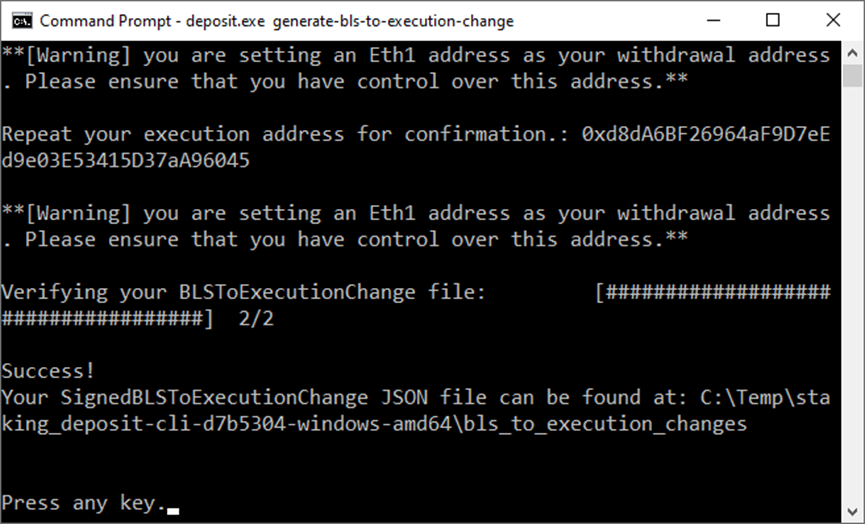 Command Prompt - deposit.exe generate-bls-to-execution-change
**[Warning] you are setting an Eth1 address as your withdrawal address
. Please ensure that you have control over this address.**
Repeat your execution address for confirmation.: 0xd8dA6BF26964aF9D7eE
d9e03E53415D37aA96045
**[Warning] you are setting an Eth1 address as your withdrawal address
. Please ensure that you have control over this address.**
Verifying your BLSToExecutionChange file:         [###################
#################]  2/2
Success!
Your SignedBLSToExecutionChange JSON file can be found at: C:\Temp\sta
king_deposit-cli-d7b5304-windows-amd64\bls_to_execution_changes
Press any key.